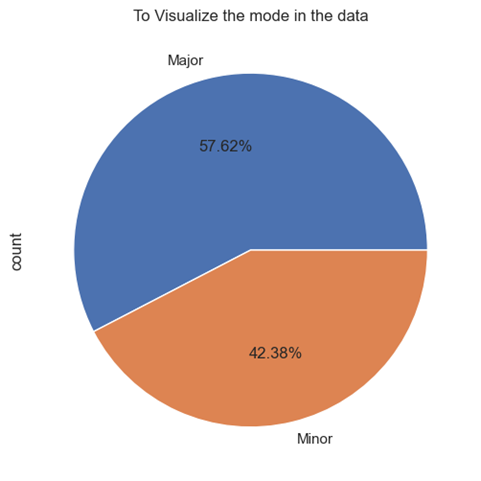 To Visualize the mode in the data
Major
57.62%
count
42.38%
Minor